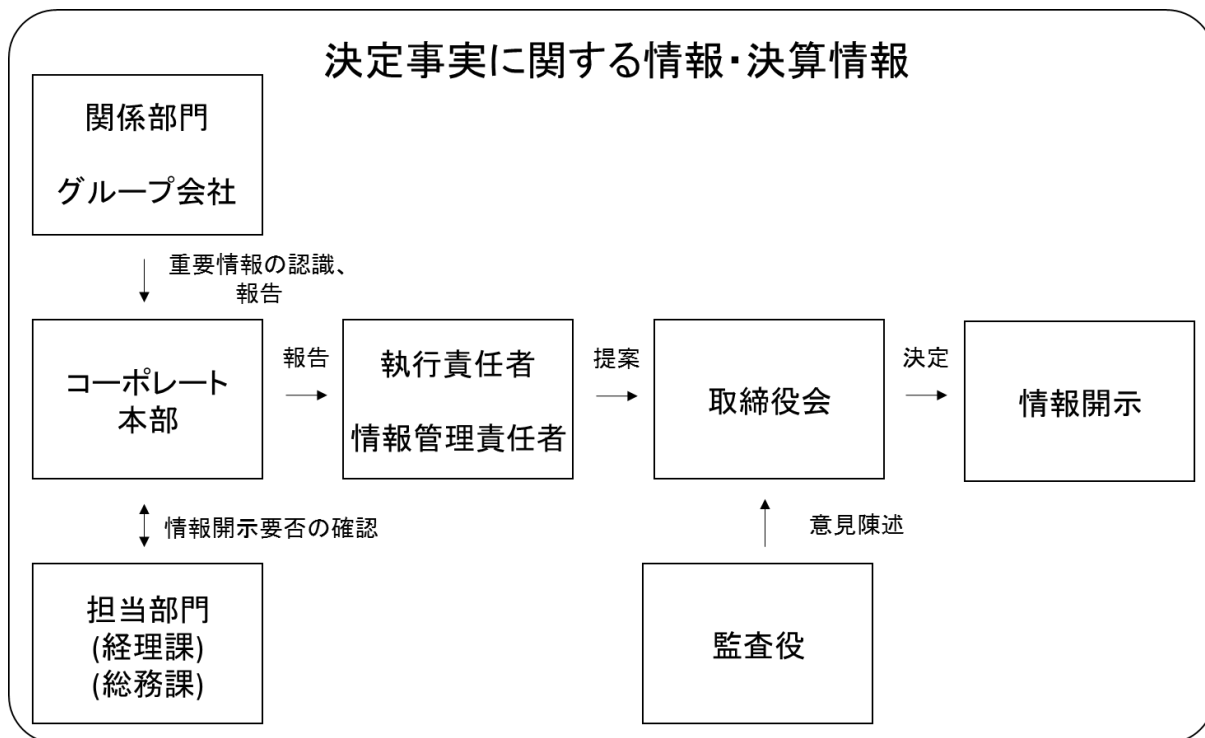 決定事実に関する情報・決算情報
関係部門
グループ会社
重要情報の認識、
報告
コーポレート
本部
報告
執行責任者
情報管理責任者
提案
取締役会
決定
情報開示
情報開示要否の確認
意見陳述
担当部門
(経理課)
(総務課)
監査役